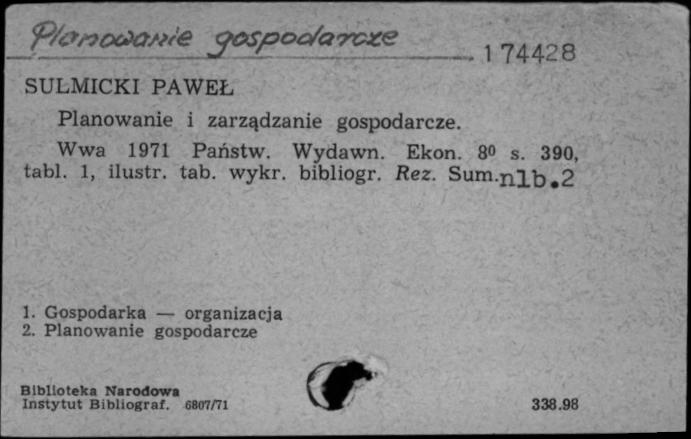 Planowanie gospodarcze
174428
SULMICKI PAWEŁ
Planowanie i zarządzanie gospodarcze.
Wwa 1971 Państw. Wydawn. Ekon. 8⁰ s. 390,
tabl. 1, ilustr. tab. wykr. bibliogr. Rez. Sum. nlb.2
1. Gospodarka — organizacja
2. Planowanie gospodarcze
Biblioteka Narodowa
Instytut Bibliograf. 6807/71
338.98